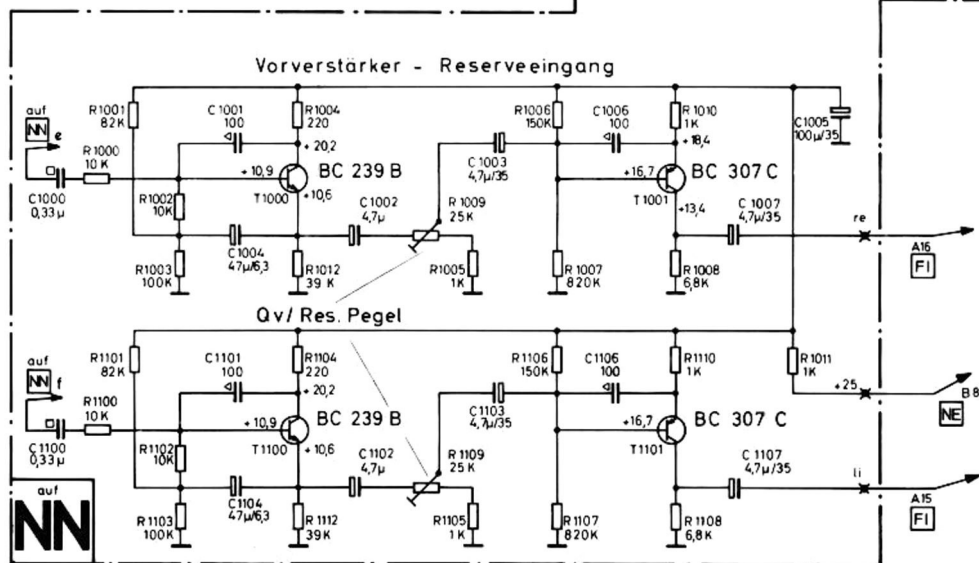 Vorverstärker - Reserveeingang
auf
NN
e
C1000
0,33µ
R1000
10K
R1001
82K
R1002
10K
R1003
100K
C1001
100
R1004
220
+20,2
+10,9
BC 239 B
T1000
+10,6
C1004
47µ/6,3
R1012
39K
C1002
4,7µ
R1009
25K
R1005
1K
C1003
4,7µ/35
R1006
150K
C1006
100
R1010
1K
+18,4
+16,7
BC 307 C
T1001
+13,4
R1007
820K
R1008
6,8K
C1007
4,7µ/35
C1005
100µ/35
re
A16
FI
Qv/Res. Pegel
auf
NN
f
C1100
0,33µ
R1100
10K
R1101
82K
R1102
10K
R1103
100K
C1101
100
R1104
220
+20,2
+10,9
BC 239 B
T1100
+10,6
C1104
47µ/6,3
R1112
39K
C1102
4,7µ
R1109
25K
R1105
1K
C1103
4,7µ/35
R1106
150K
C1106
100
R1110
1K
+16,7
BC 307 C
T1101
R1107
820K
R1108
6,8K
C1107
4,7µ/35
R1011
1K
+25
B8
NE
li
A15
FI
auf
NN